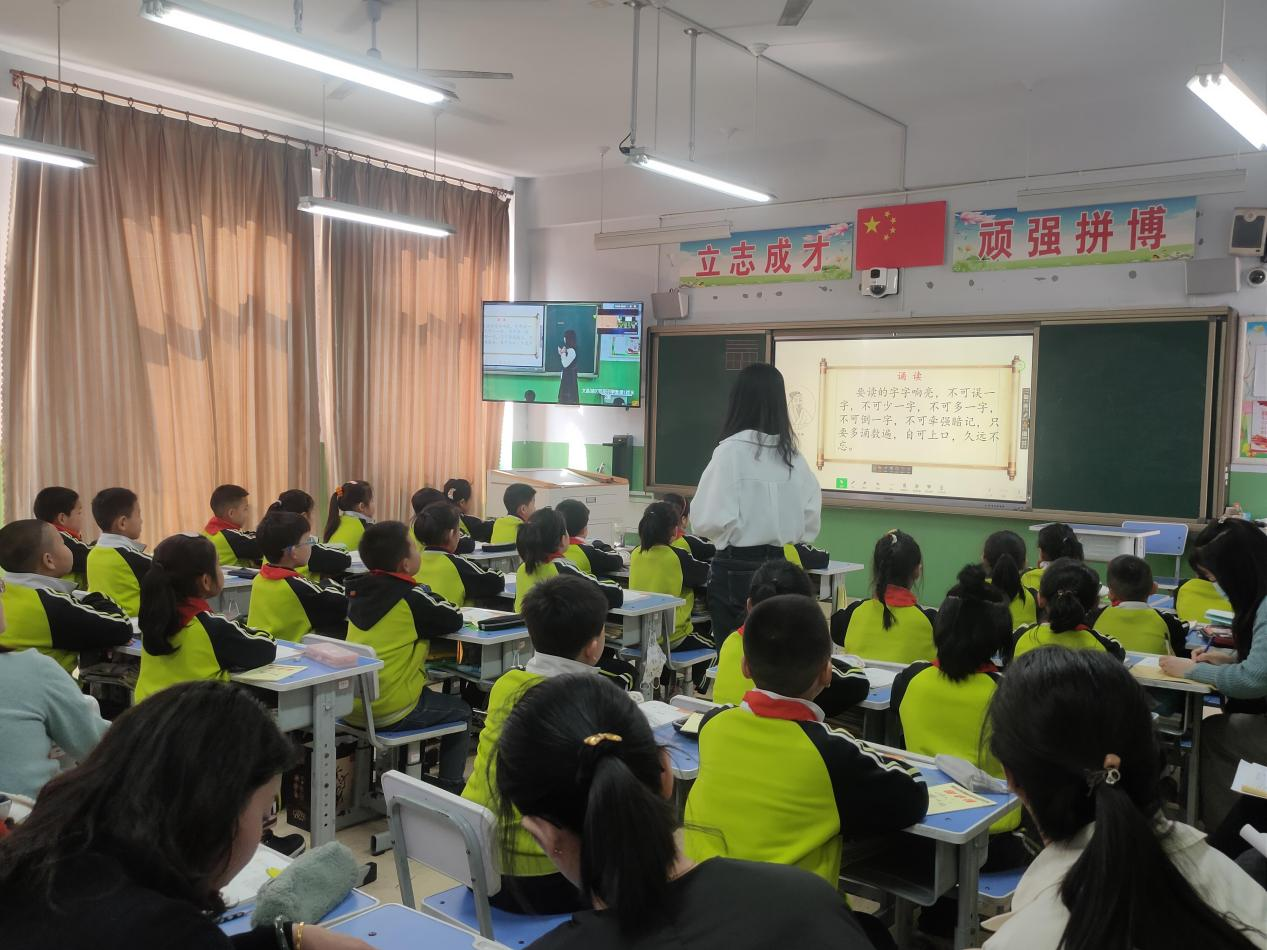 立志成才
顽强拼博
诵读
要读的字字响亮，不可误一
字，不可少一字，不可多一字，
不可倒一字，不可牵强暗记，只
要多诵数遍，自可上口，久远不
忘。